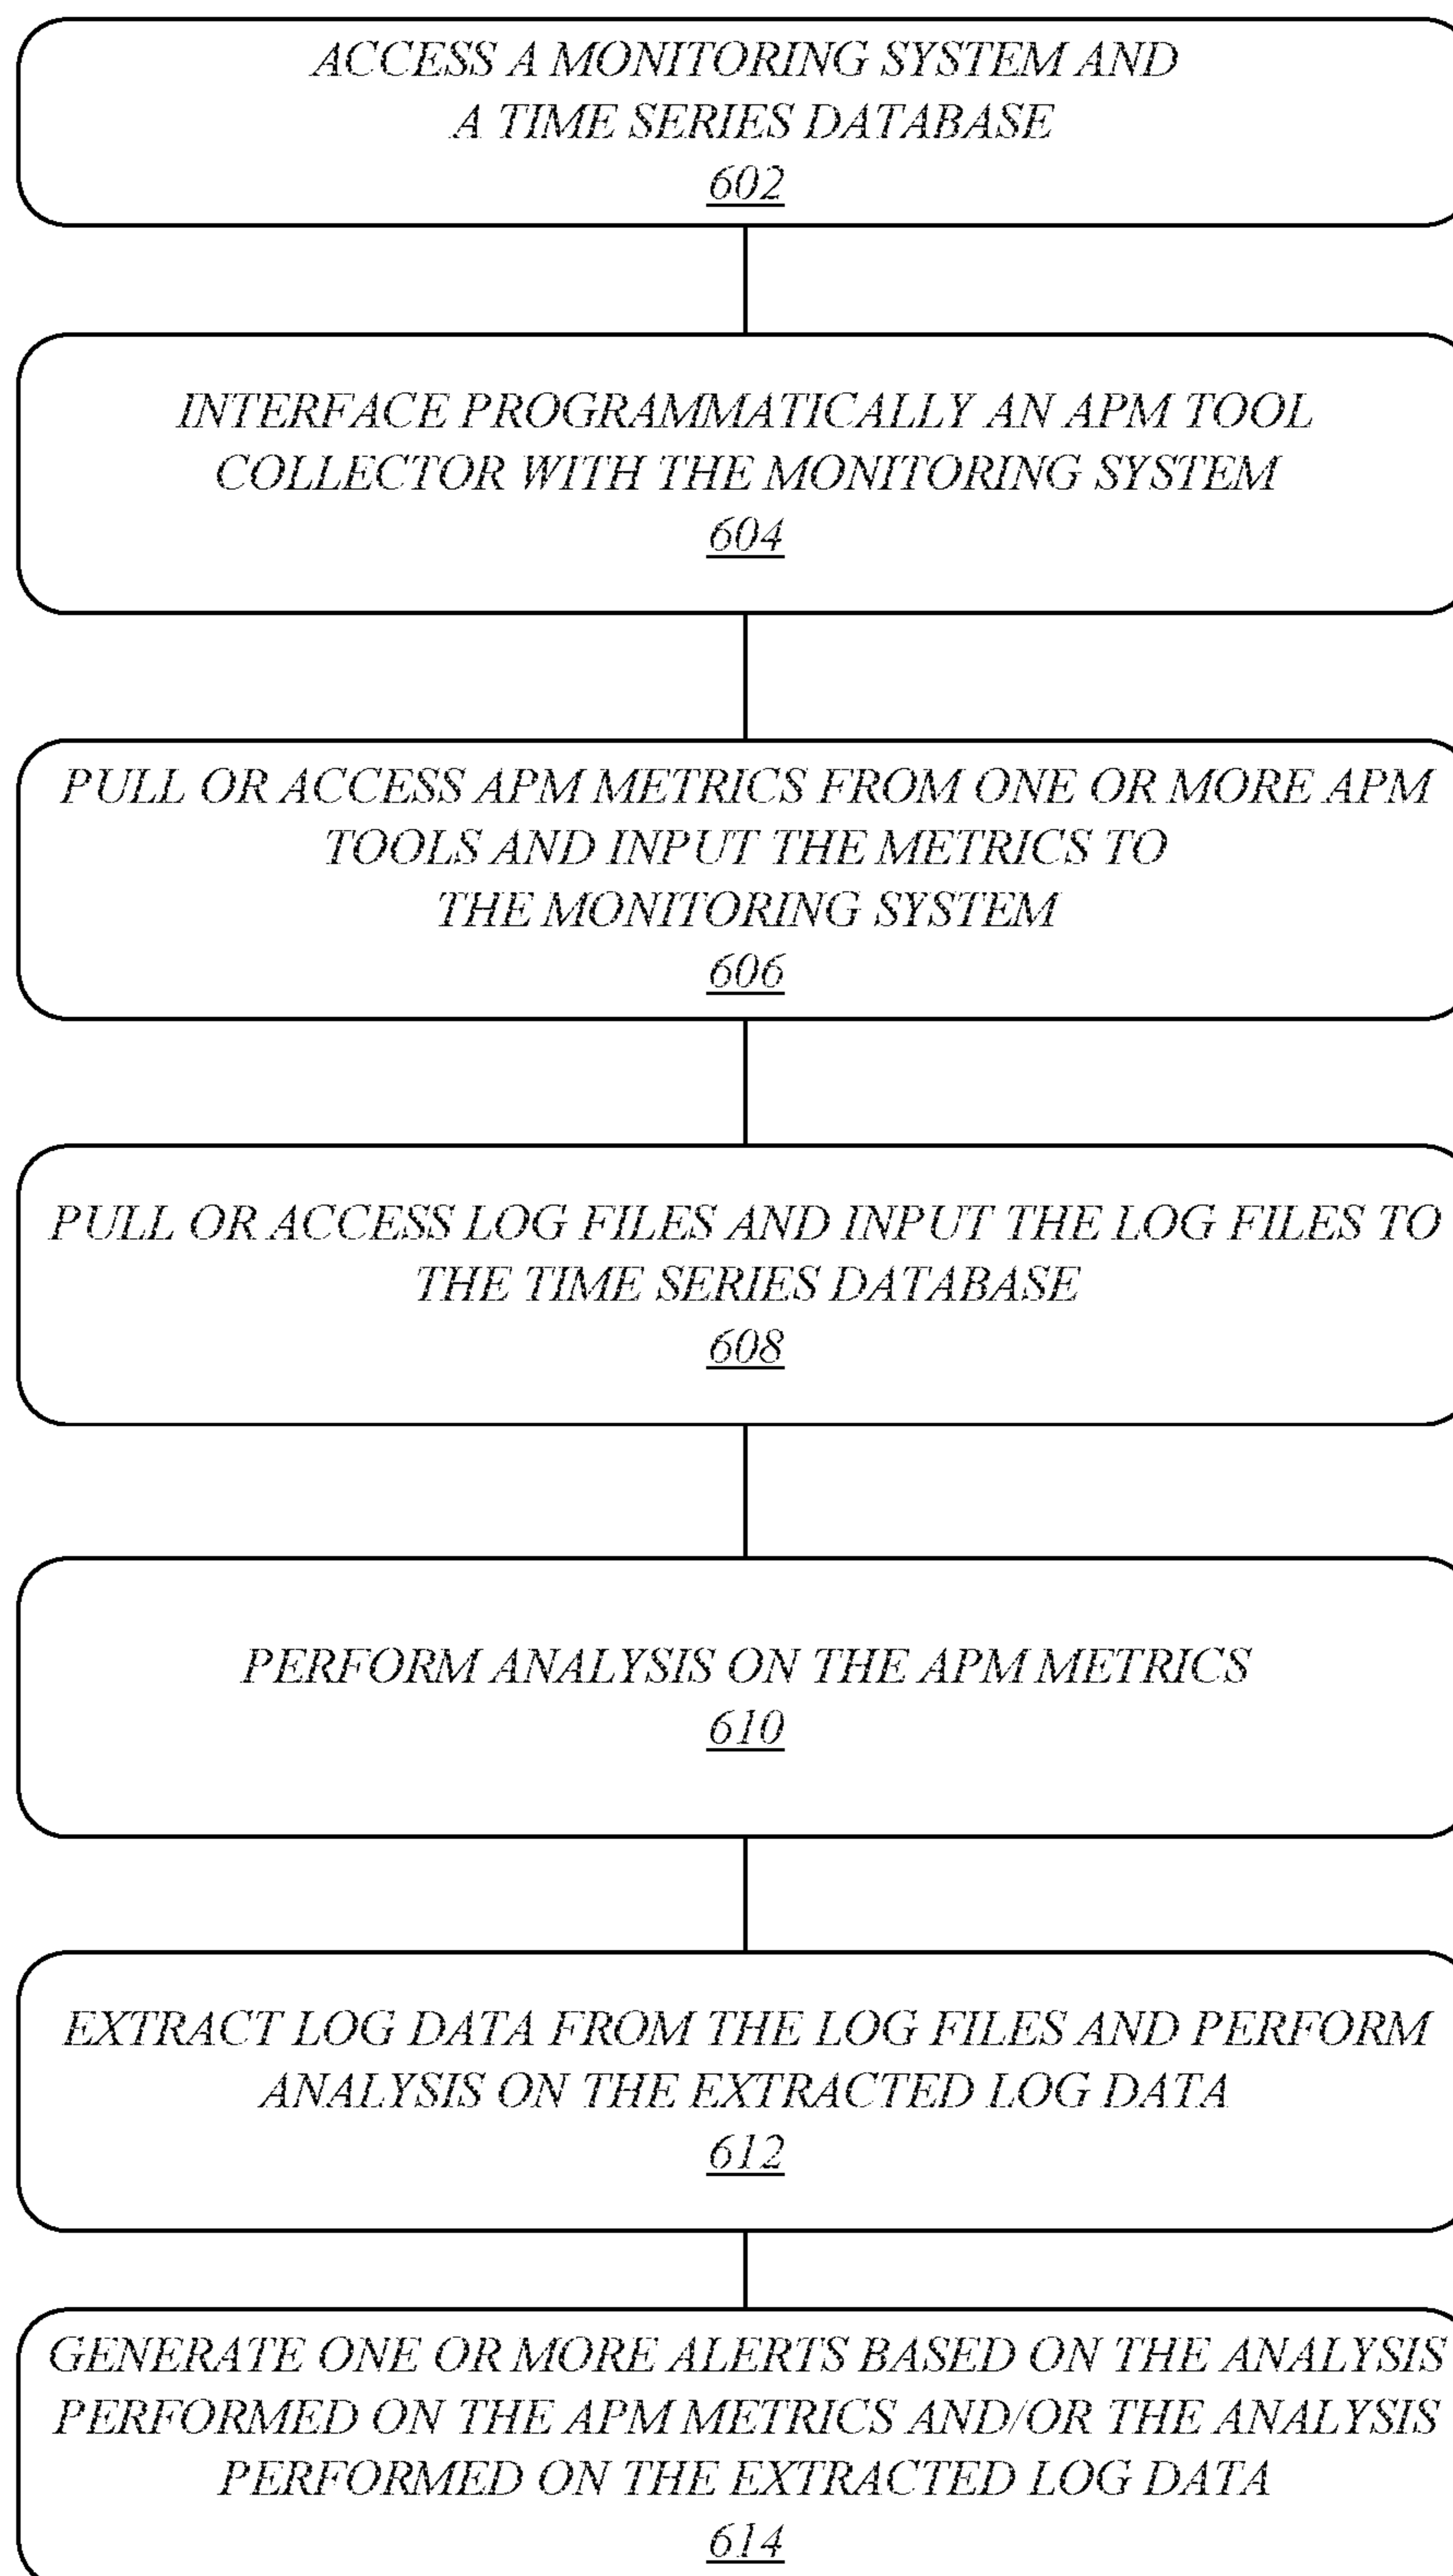 ACCESS A MONITORING SYSTEM AND
A TIME SERIES DATABASE
602
INTERFACE PROGRAMMATICALLY AN APM TOOL
COLLECTOR WITH THE MONITORING SYSTEM
604
PULL OR ACCESS APM METRICS FROM ONE OR MORE APM
TOOLS AND INPUT THE METRICS TO
THE MONITORING SYSTEM
606
PULL OR ACCESS LOG FILES AND INPUT THE LOG FILES TO
THE TIME SERIES DATABASE
608
PERFORM ANALYSIS ON THE APM METRICS
610
EXTRACT LOG DATA FROM THE LOG FILES AND PERFORM
ANALYSIS ON THE EXTRACTED LOG DATA
612
GENERATE ONE OR MORE ALERTS BASED ON THE ANALYSIS
PERFORMED ON THE APM METRICS AND/OR THE ANALYSIS
PERFORMED ON THE EXTRACTED LOG DATA
614